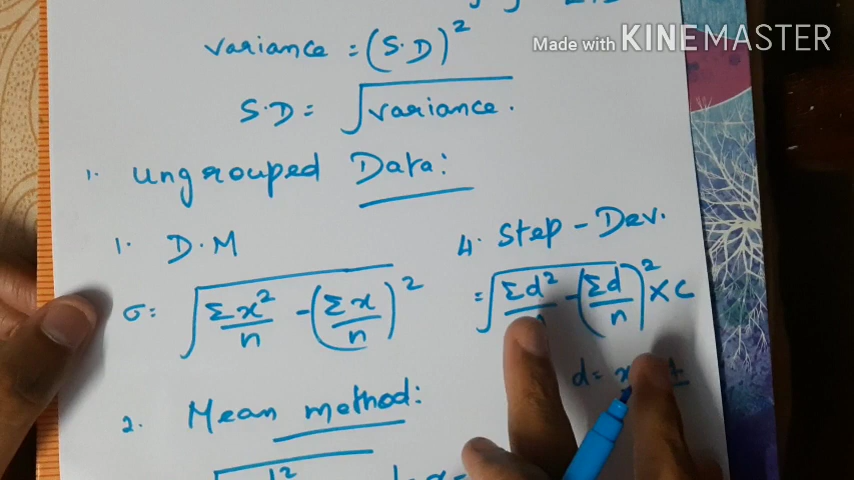 Made with KINEMASTER
variance = (S.D)²
S.D = √variance.
1. Ungrouped Data:
1. D.M
σ = √Σx²/n - (Σx/n)²
4. Step - Dev.
= √Σd²/n - (Σd/n)² × C
d = x
2. Mean method:
d²